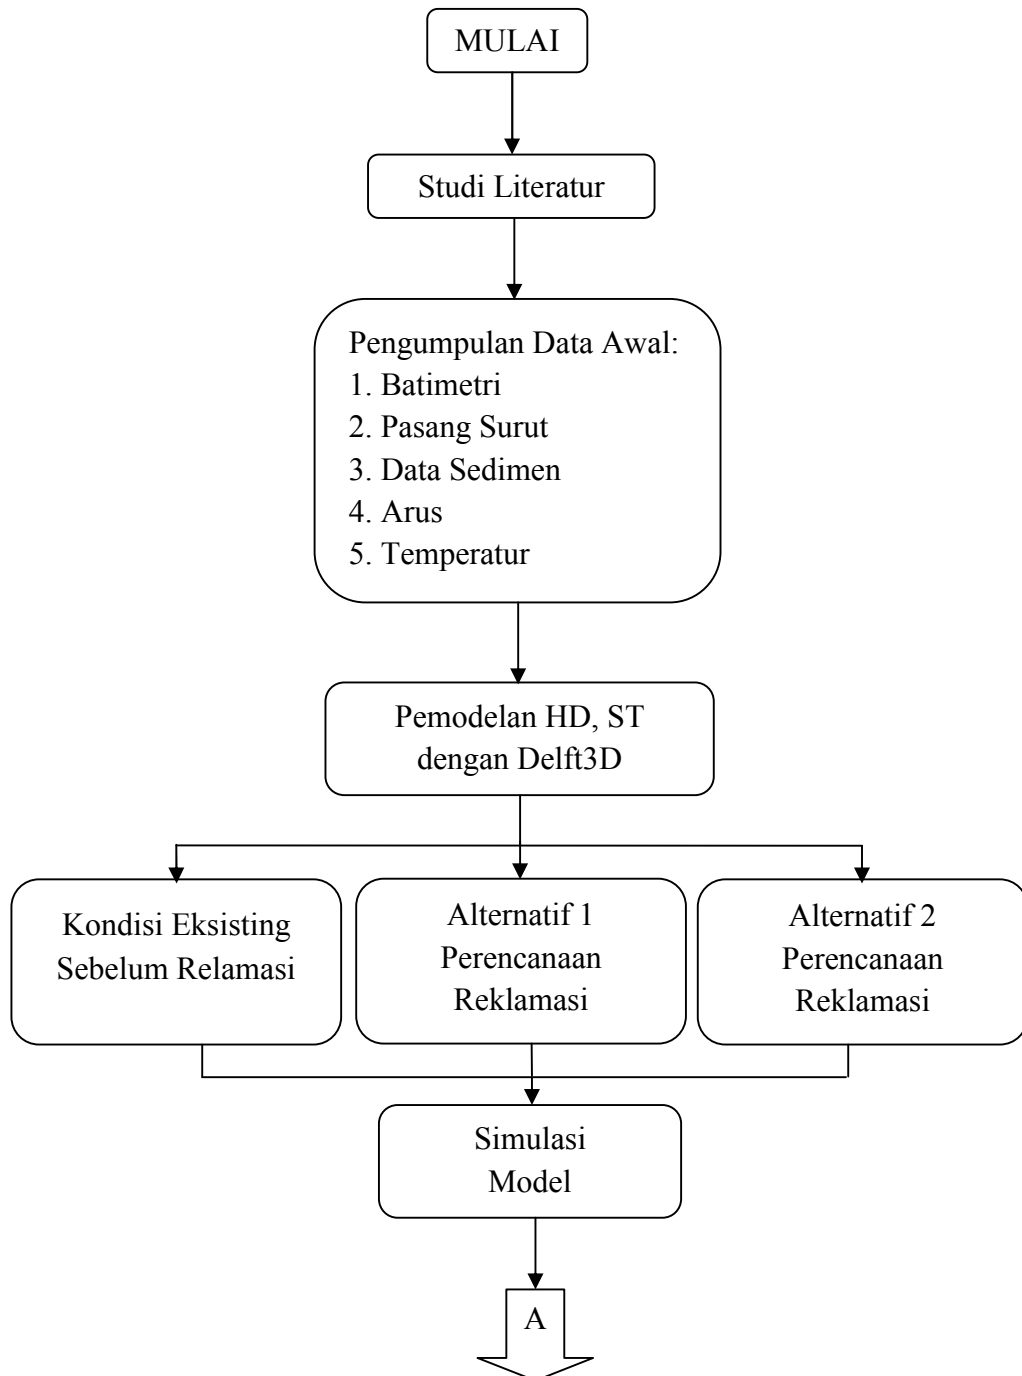 MULAI
Studi Literatur
Pengumpulan Data Awal:
1. Batimetri
2. Pasang Surut
3. Data Sedimen
4. Arus
5. Temperatur
Pemodelan HD, ST
dengan Delft3D
Kondisi Eksisting
Sebelum Relamasi
Alternatif 1
Perencanaan
Reklamasi
Alternatif 2
Perencanaan
Reklamasi
Simulasi
Model
A